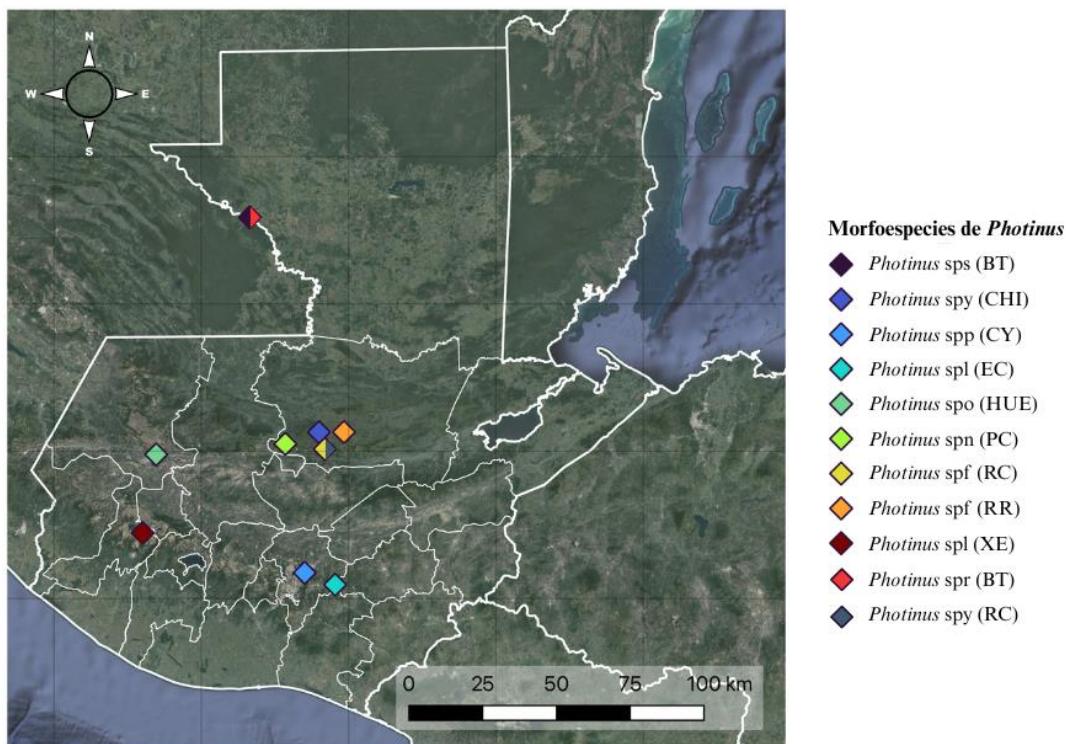 N
W E
S
Morfoespecies de Photinus
Photinus sps (BT)
Photinus spy (CHI)
Photinus spp (CY)
Photinus spl (EC)
Photinus spo (HUE)
Photinus spn (PC)
Photinus spf (RC)
Photinus spf (RR)
Photinus spl (XE)
Photinus spr (BT)
Photinus spy (RC)
0 25 50 75 100 km